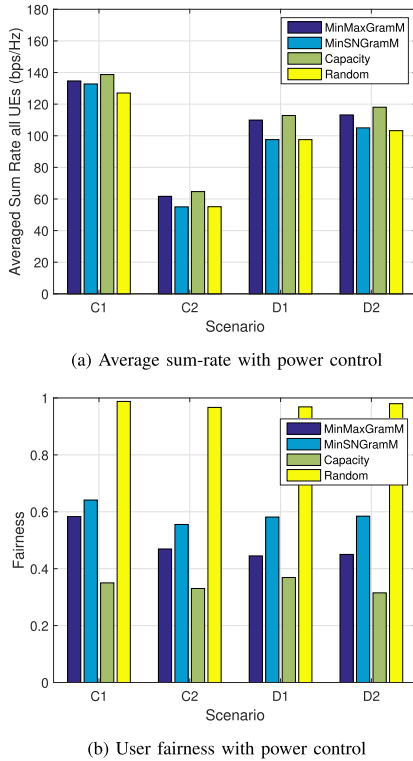 180
160
140
120
100
80
60
40
20
0
Averaged Sum Rate all UEs (bps/Hz)
MinMaxGramM
MinSNGramM
Capacity
Random
C1 C2 D1 D2
Scenario
(a) Average sum-rate with power control
1
0.8
0.6
0.4
0.2
0
Fairness
MinMaxGramM
MinSNGramM
Capacity
Random
C1 C2 D1 D2
Scenario
(b) User fairness with power control